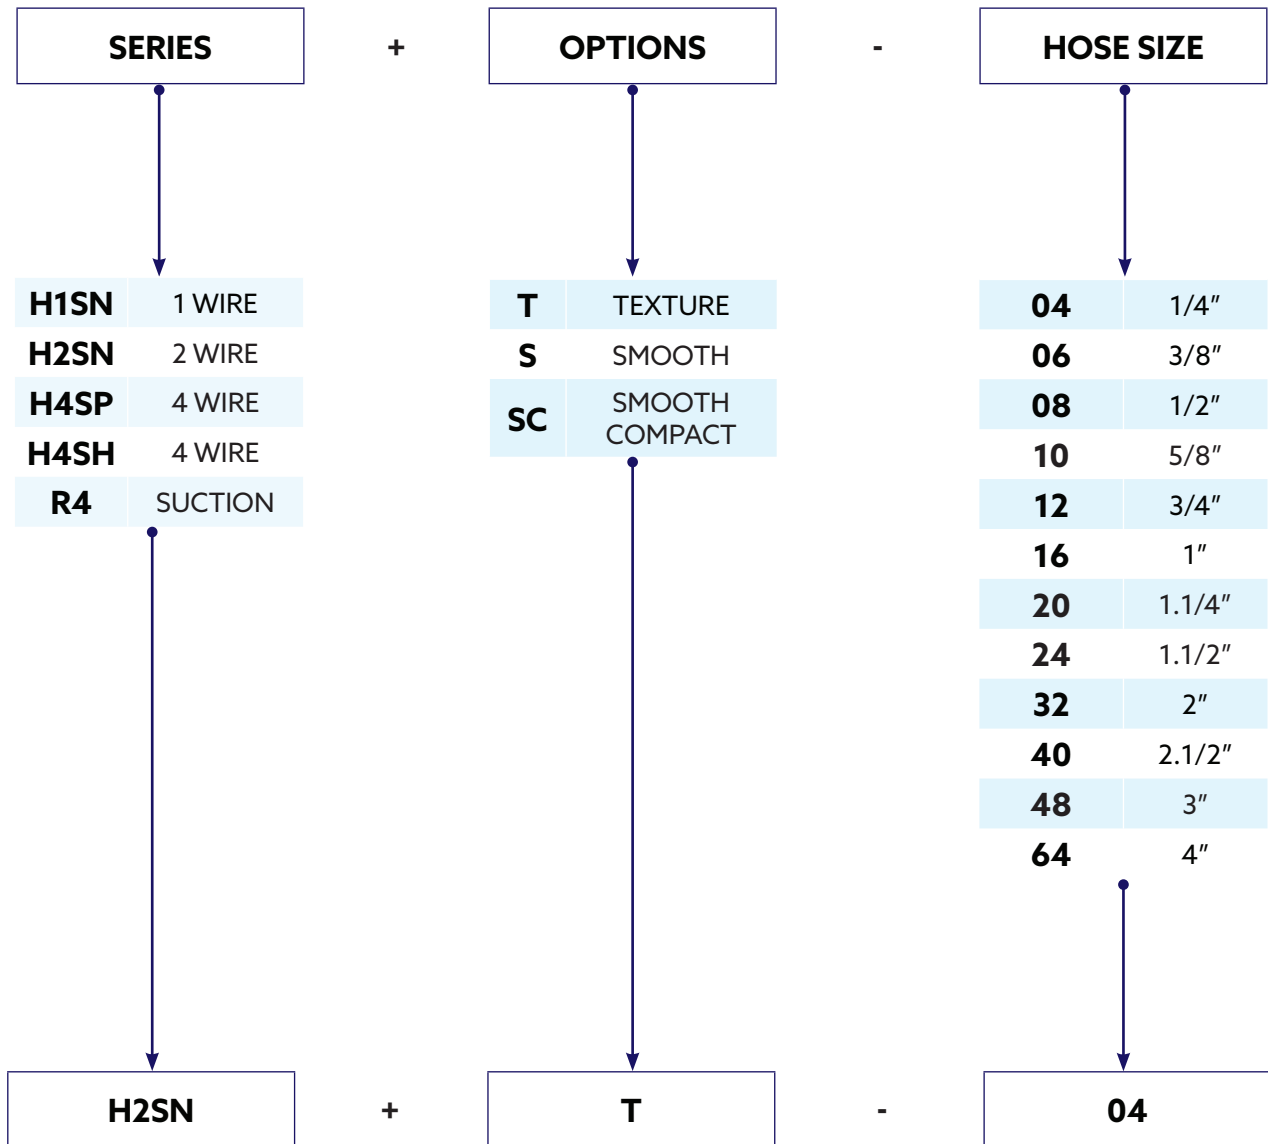 SERIES + OPTIONS - HOSE SIZE
H1SN 1 WIRE
H2SN 2 WIRE
H4SP 4 WIRE
H4SH 4 WIRE
R4 SUCTION
T TEXTURE
S SMOOTH
SC SMOOTH
COMPACT
04 1/4″
06 3/8″
08 1/2″
10 5/8″
12 3/4″
16 1″
20 1.1/4″
24 1.1/2″
32 2″
40 2.1/2″
48 3″
64 4″
H2SN + T - 04